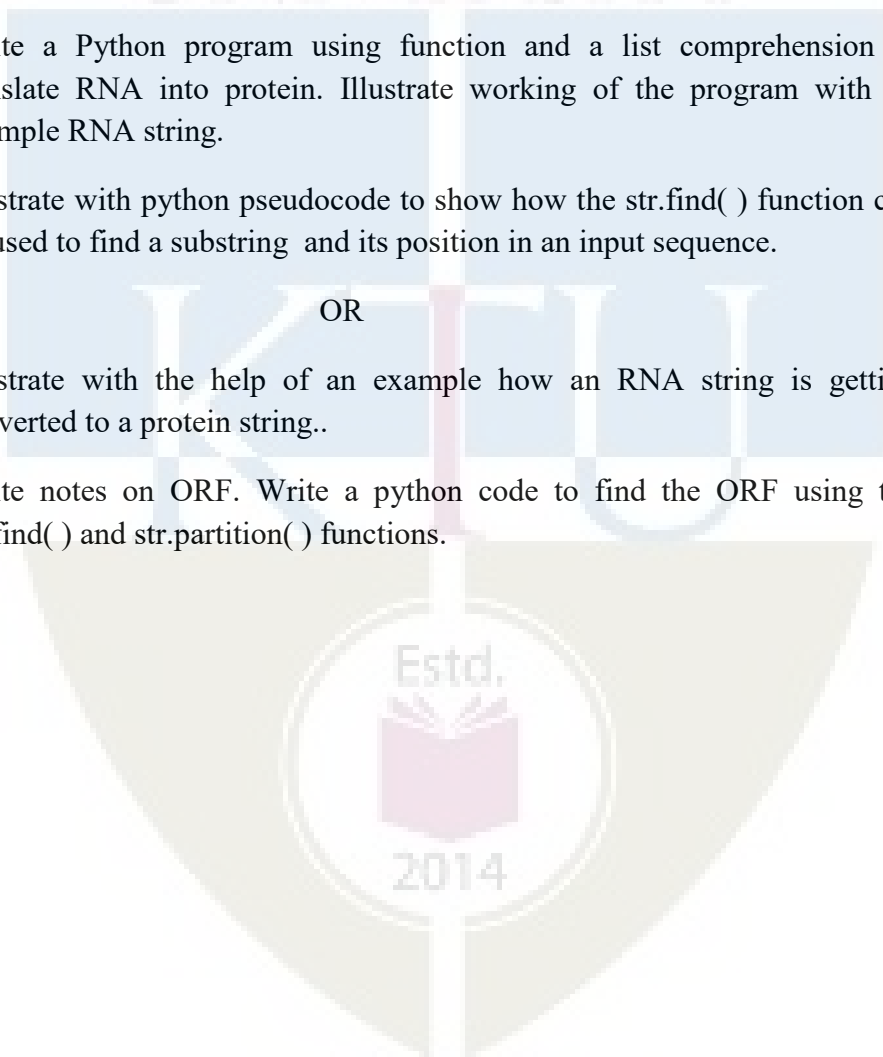 te a Python program using function and a list comprehension
slate RNA into protein. Illustrate working of the program with
mple RNA string.
strate with python pseudocode to show how the str.find( ) function c
used to find a substring and its position in an input sequence.
OR
strate with the help of an example how an RNA string is getti
verted to a protein string..
te notes on ORF. Write a python code to find the ORF using t
find( ) and str.partition( ) functions.
KTU
Estd.
2014